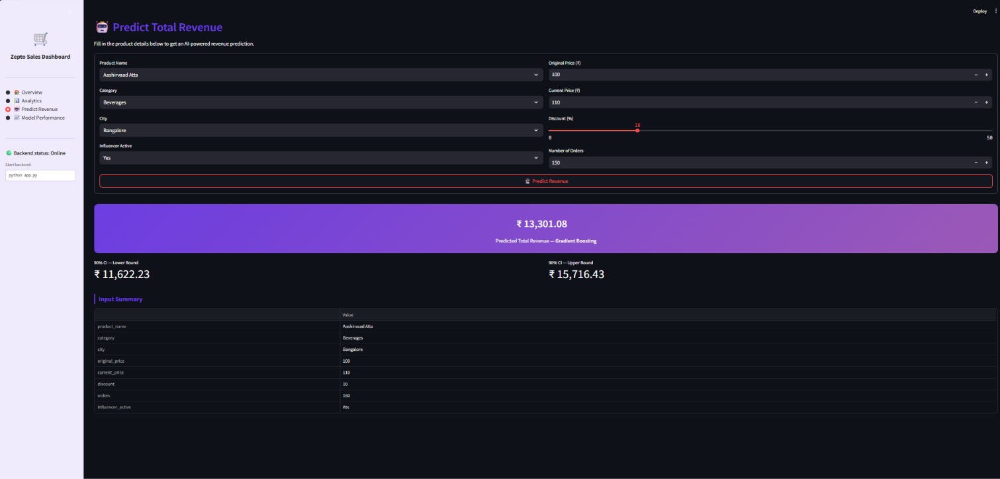 Deploy
Zepto Sales Dashboard
Overview
Analytics
Predict Revenue
Model Performance
Backend status: Online
Start backend:
python app.py
Predict Total Revenue
Fill in the product details below to get an AI-powered revenue prediction.
Product Name
Aashirvaad Atta
Category
Beverages
City
Bangalore
Influencer Active
Yes
Original Price (₹)
100
Current Price (₹)
110
Discount (%)
10
0 50
Number of Orders
150
Predict Revenue
₹ 13,301.08
Predicted Total Revenue — Gradient Boosting
90% CI — Lower Bound
₹ 11,622.23
90% CI — Upper Bound
₹ 15,716.43
Input Summary
Value
product_name Aashirvaad Atta
category Beverages
city Bangalore
original_price 100
current_price 110
discount 10
orders 150
influencer_active Yes